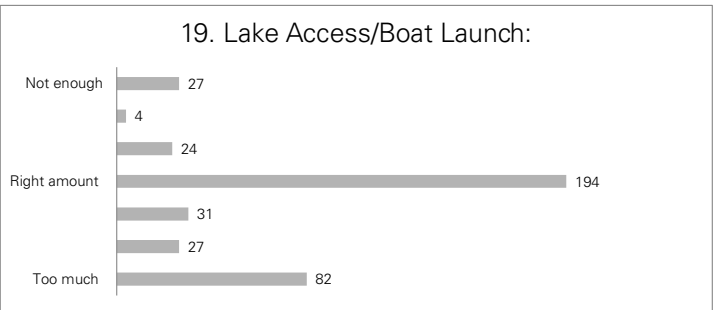 19. Lake Access/Boat Launch:
Not enough 27
4
24
Right amount 194
31
27
Too much 82